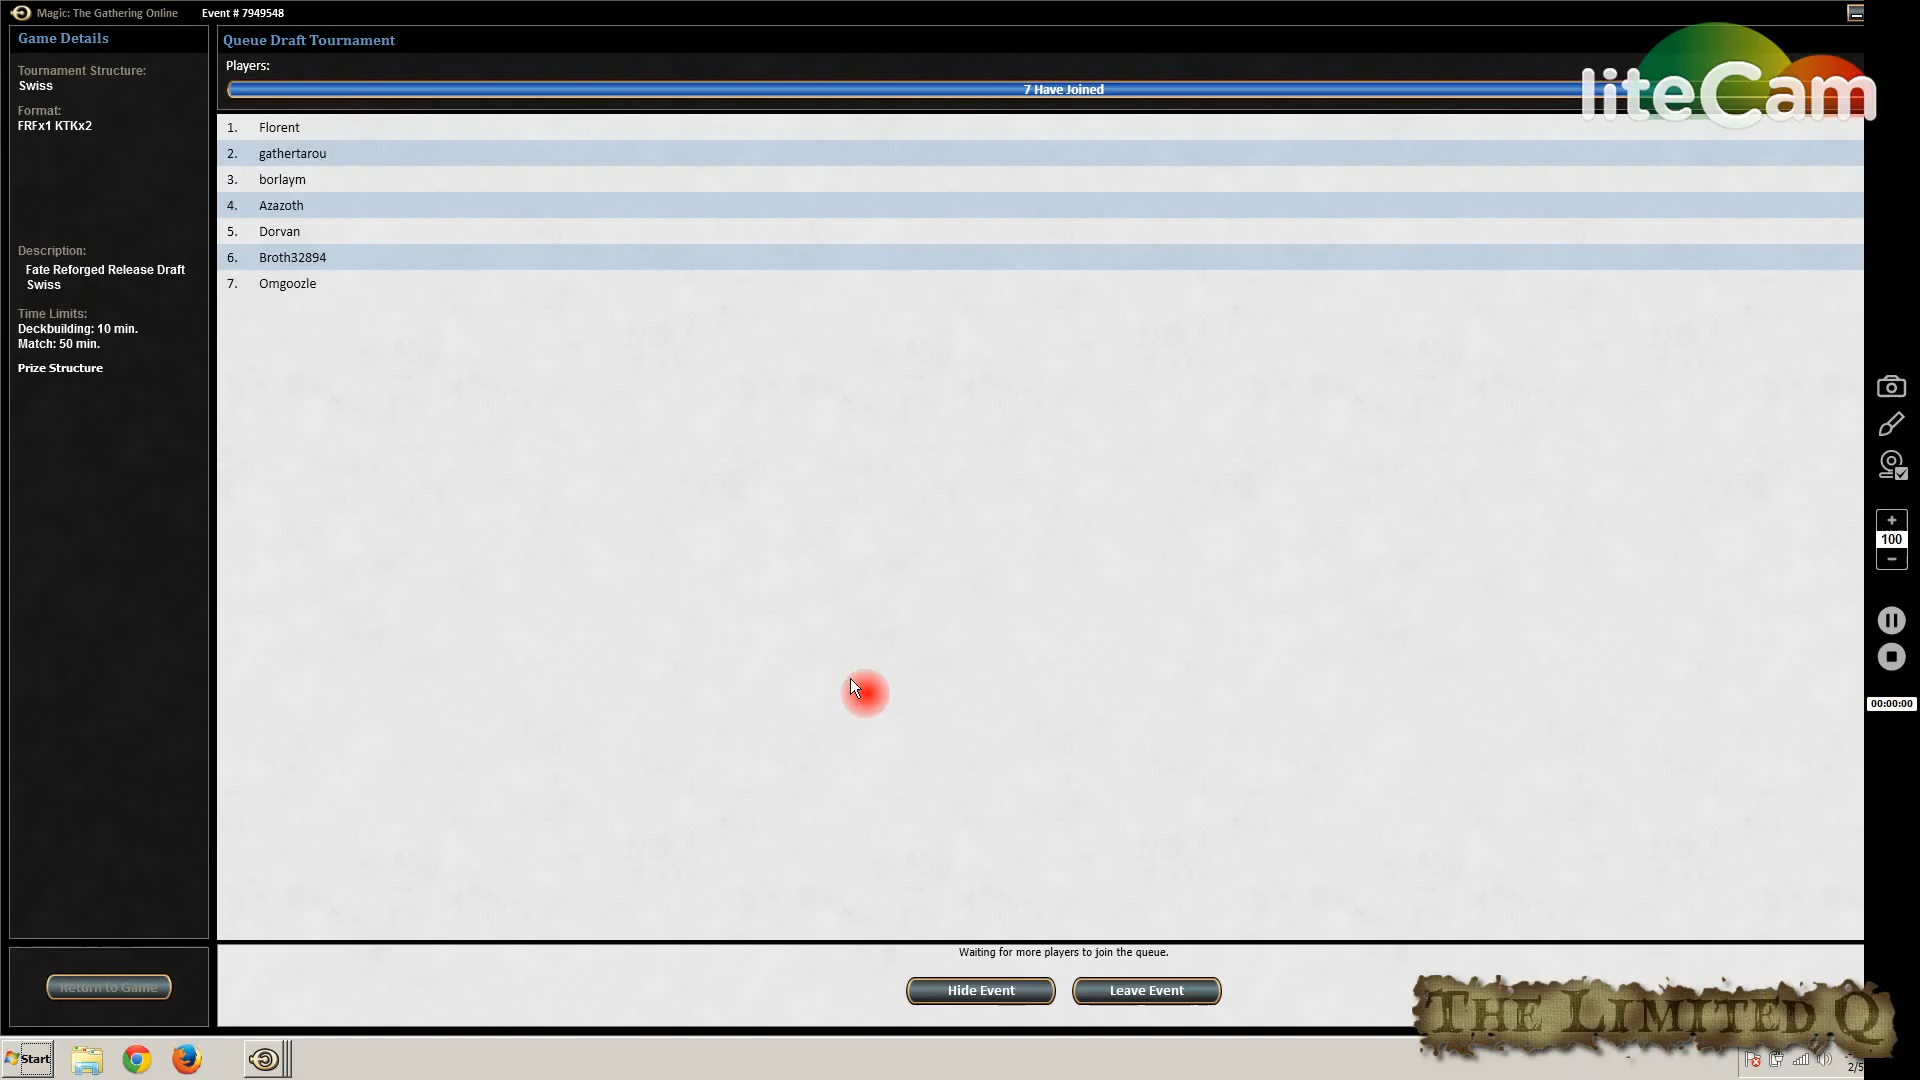 Magic: The Gathering Online Event # 7949548
Game Details
Tournament Structure:
Swiss
Format:
FRFx1 KTKx2
Description:
Fate Reforged Release Draft
Swiss
Time Limits:
Deckbuilding: 10 min.
Match: 50 min.
Prize Structure
Return to Game
Queue Draft Tournament
Players:
7 Have Joined
1. Florent
2. gathertarou
3. borlaym
4. Azazoth
5. Dorvan
6. Broth32894
7. Omgoozle
Waiting for more players to join the queue.
Hide Event Leave Event
liteCam
+
100
-
00:00:00
THE LIMITED Q
Start
2/5